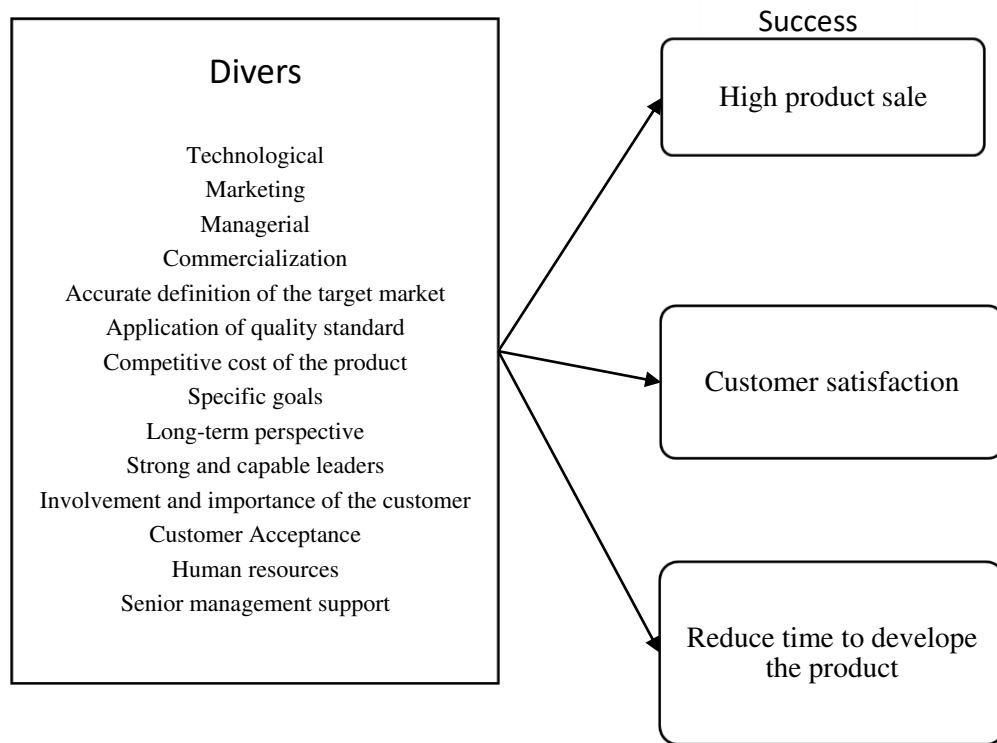 Divers
Technological
Marketing
Managerial
Commercialization
Accurate definition of the target market
Application of quality standard
Competitive cost of the product
Specific goals
Long-term perspective
Strong and capable leaders
Involvement and importance of the customer
Customer Acceptance
Human resources
Senior management support
Success
High product sale
Customer satisfaction
Reduce time to develope
the product